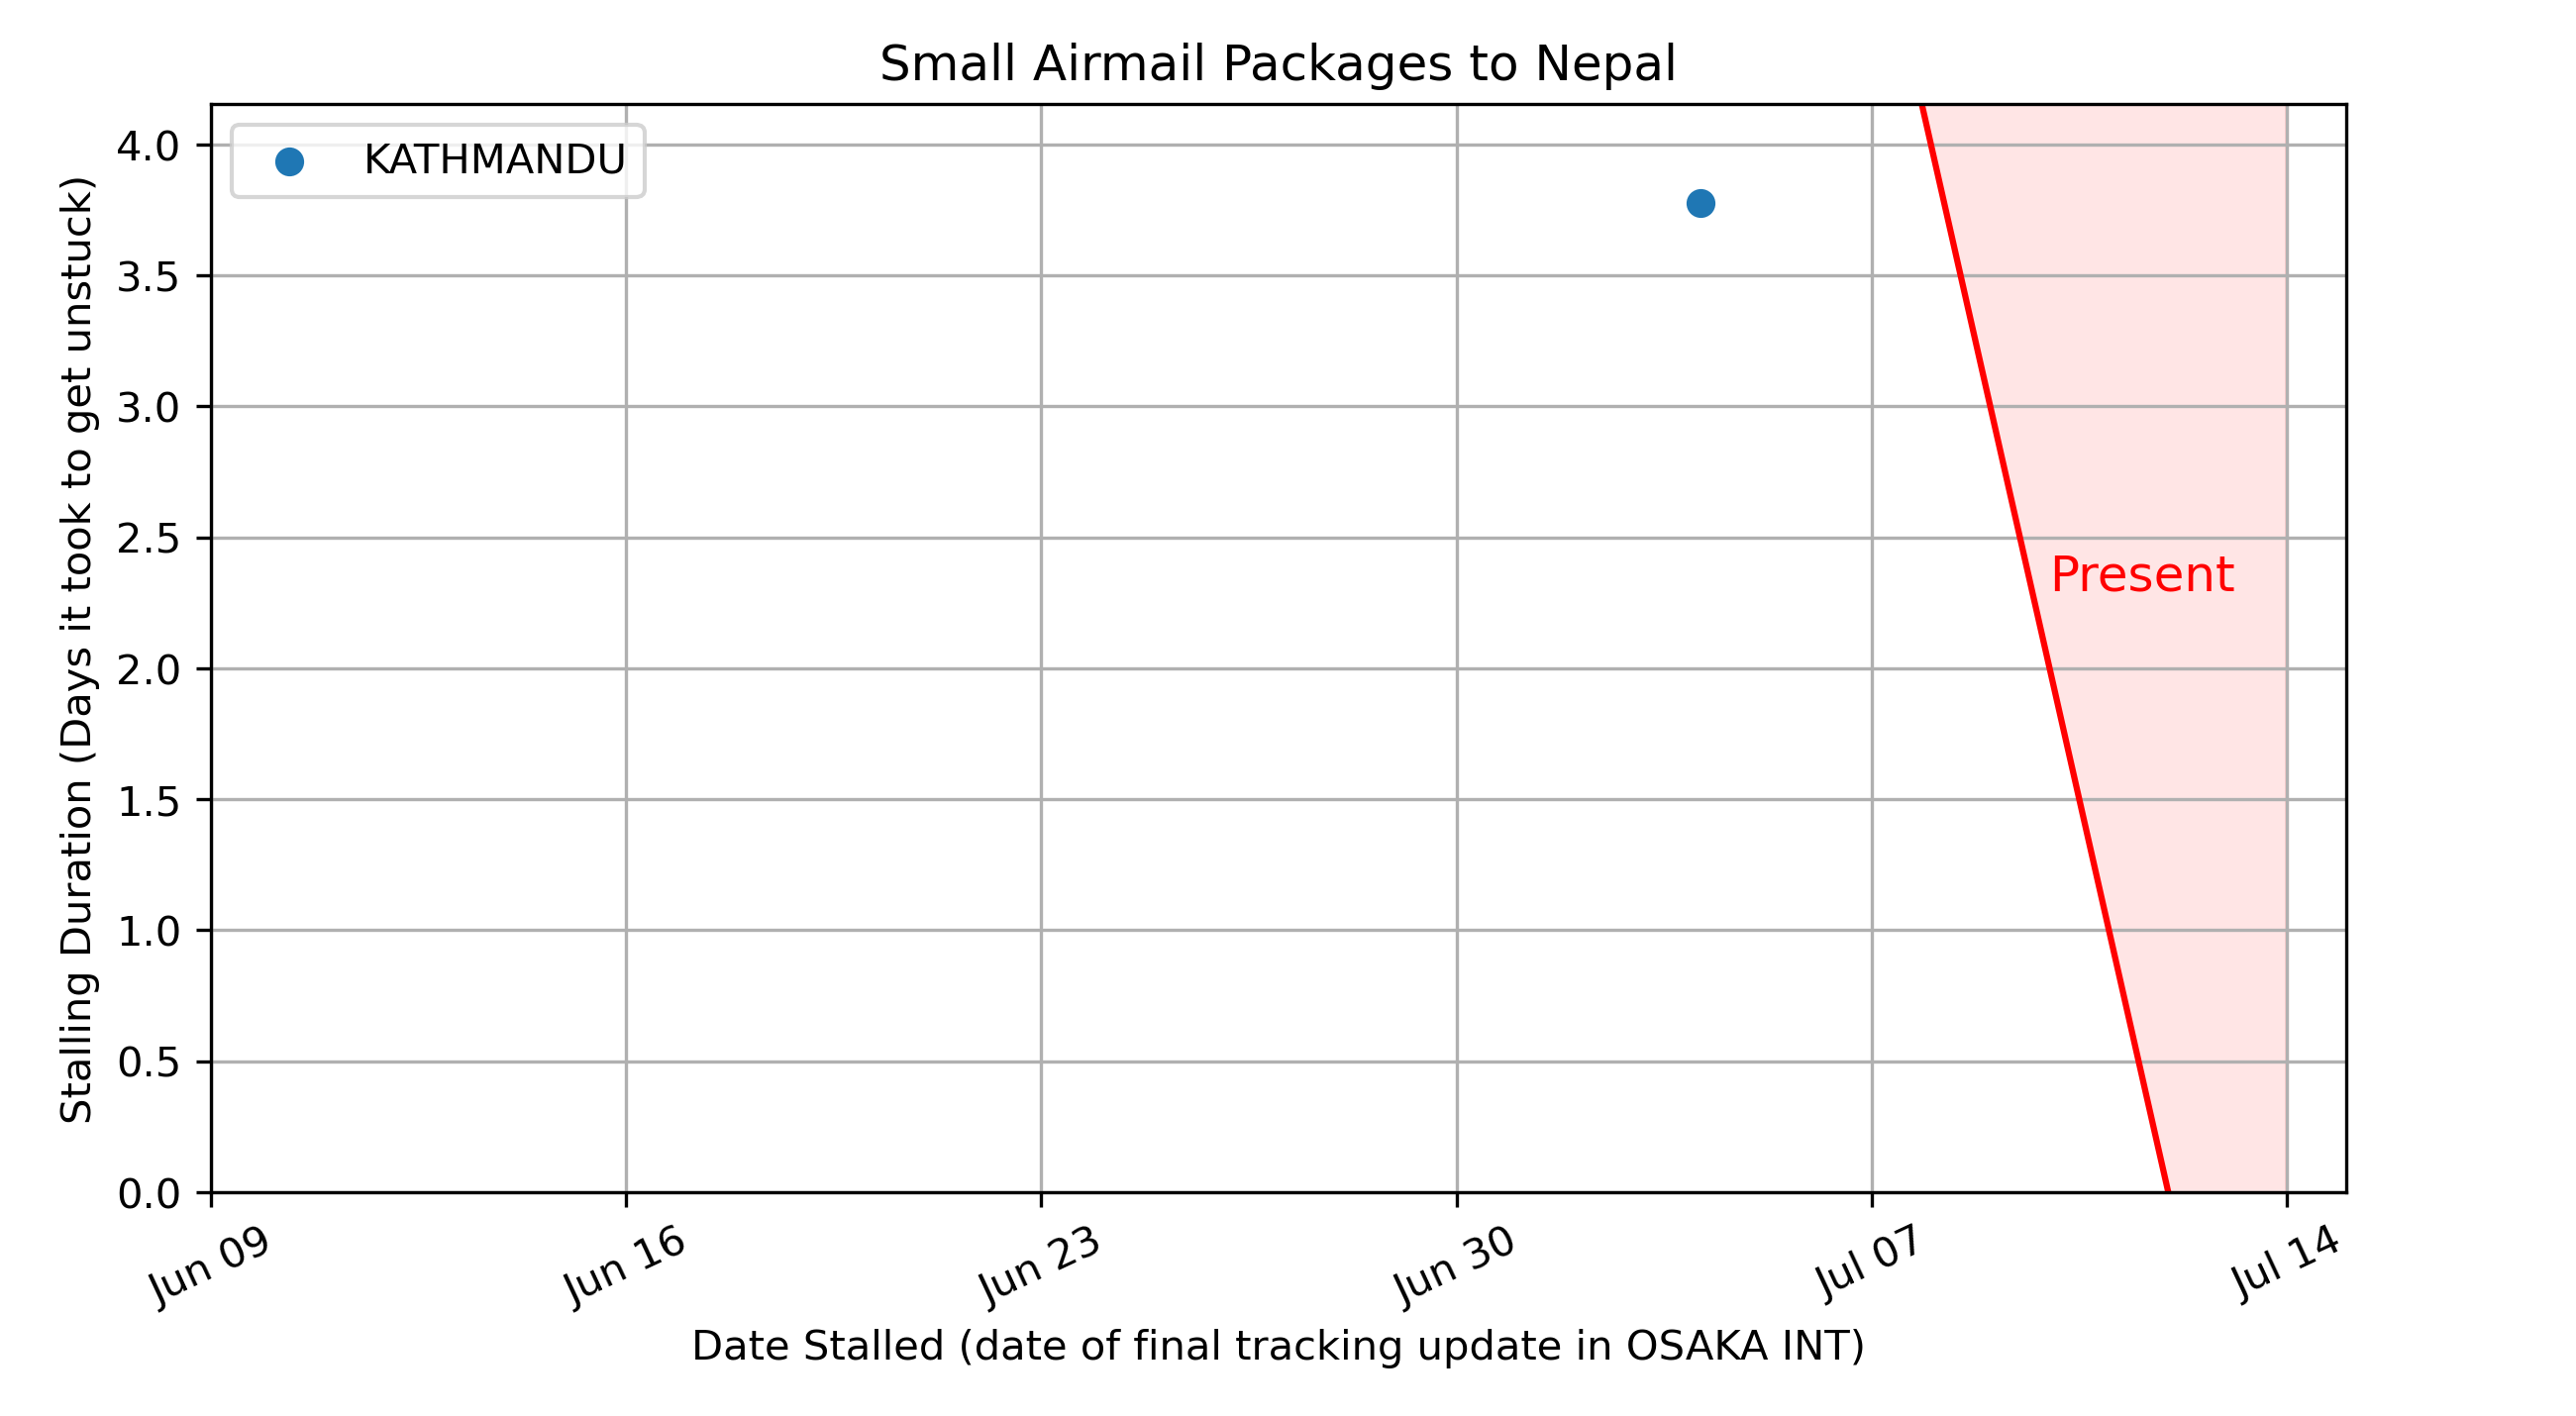 Small Airmail Packages to Nepal
KATHMANDU
4.0
3.5
3.0
2.5
2.0
1.5
1.0
0.5
0.0
Stalling Duration (Days it took to get unstuck)
Present
Jun 09
Jun 16
Jun 23
Jun 30
Jul 07
Jul 14
Date Stalled (date of final tracking update in OSAKA INT)